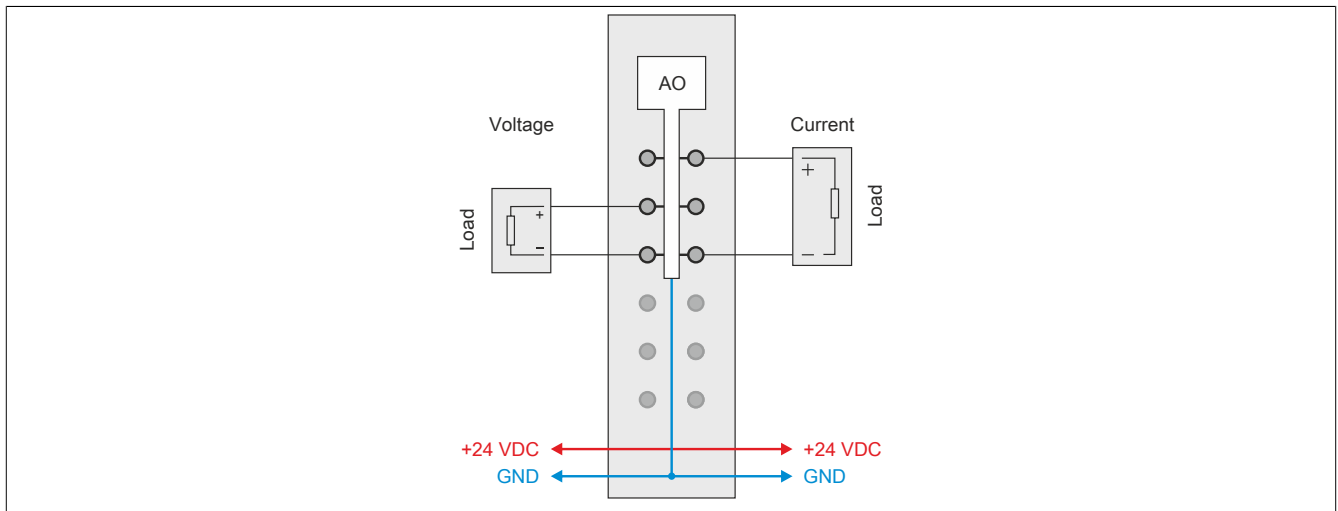 AO
Voltage
Current
+
Load
+
Load
−
−
+24 VDC
+24 VDC
GND
GND